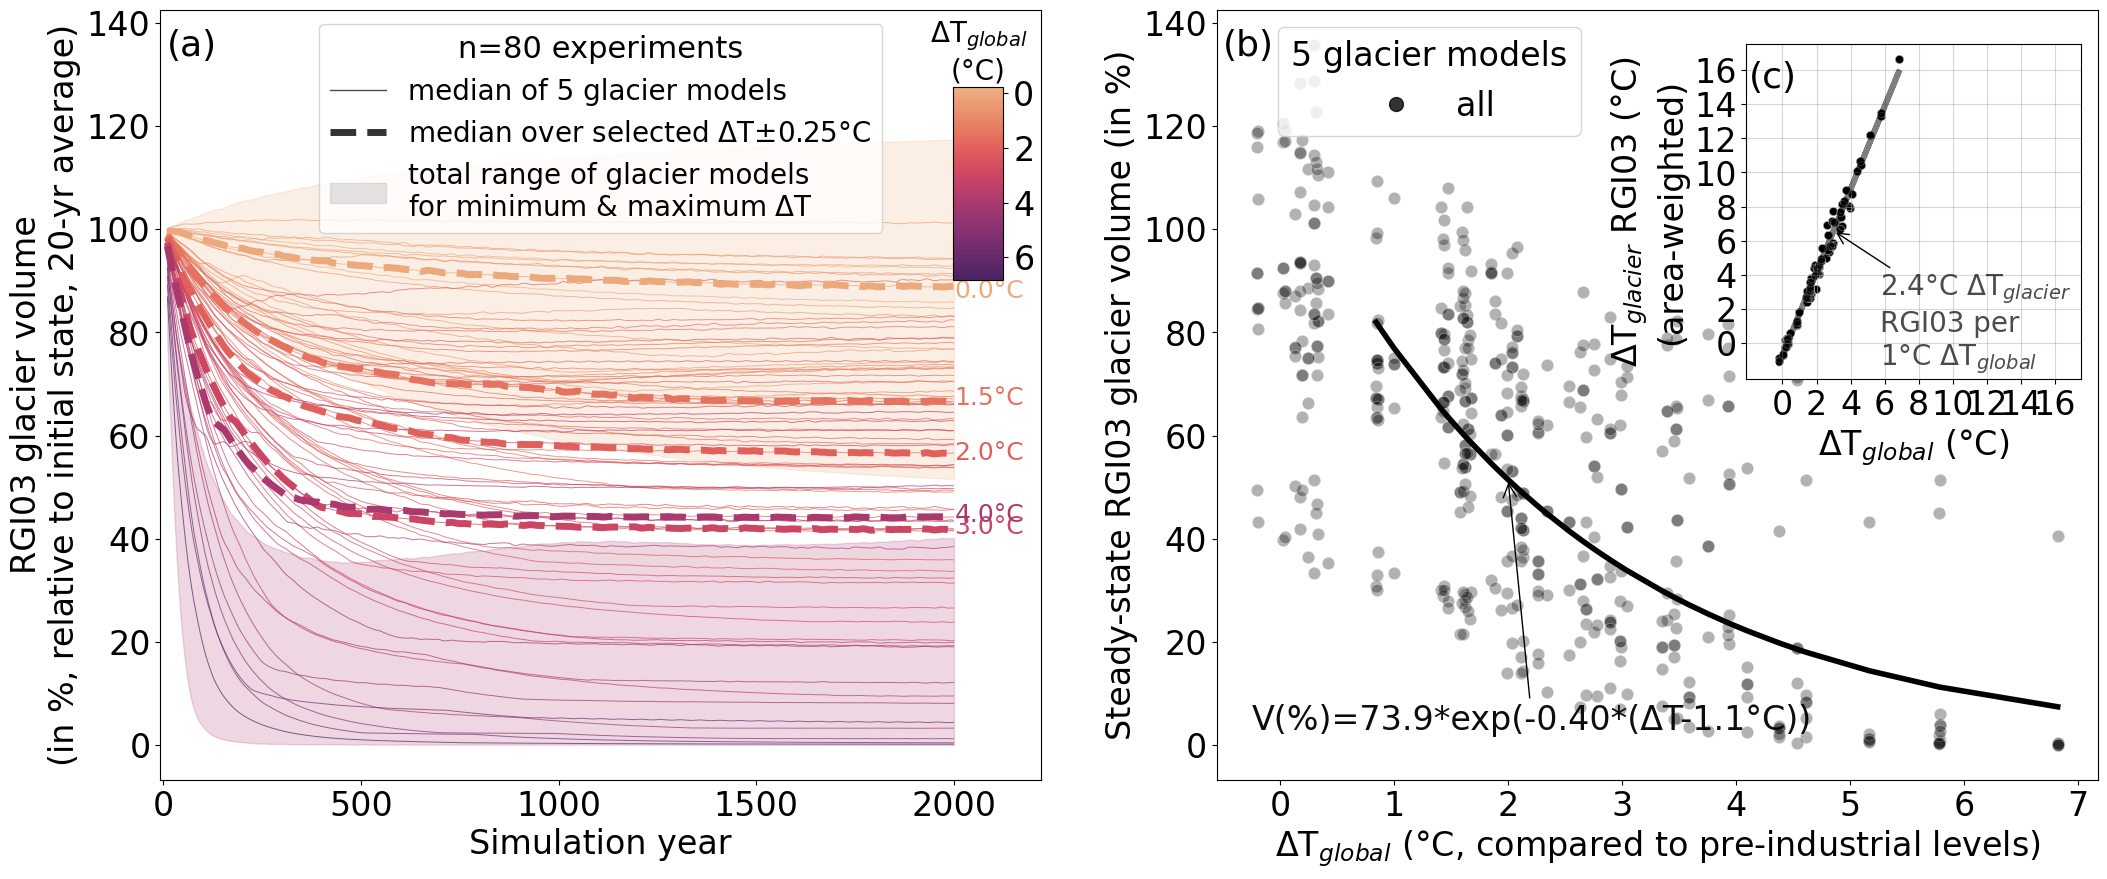 (a)
n=80 experiments
median of 5 glacier models
median over selected ΔT±0.25°C
total range of glacier models
for minimum & maximum ΔT
ΔT_global
(°C)
0
2
4
6
0.0°C
1.5°C
2.0°C
4.0°C
3.0°C
RGI03 glacier volume
(in %, relative to initial state, 20-yr average)
140
120
100
80
60
40
20
0
0
500
1000
1500
2000
Simulation year
(b)
5 glacier models
all
Steady-state RGI03 glacier volume (in %)
140
120
100
80
60
40
20
0
V(%)=73.9*exp(-0.40*(ΔT-1.1°C))
0
1
2
3
4
5
6
7
ΔT_global (°C, compared to pre-industrial levels)
(c)
ΔT_glacier RGI03 (°C)
(area-weighted)
16
14
12
10
8
6
4
2
0
2.4°C ΔT_glacier
RGI03 per
1°C ΔT_global
0
2
4
6
8
10
12
14
16
ΔT_global (°C)